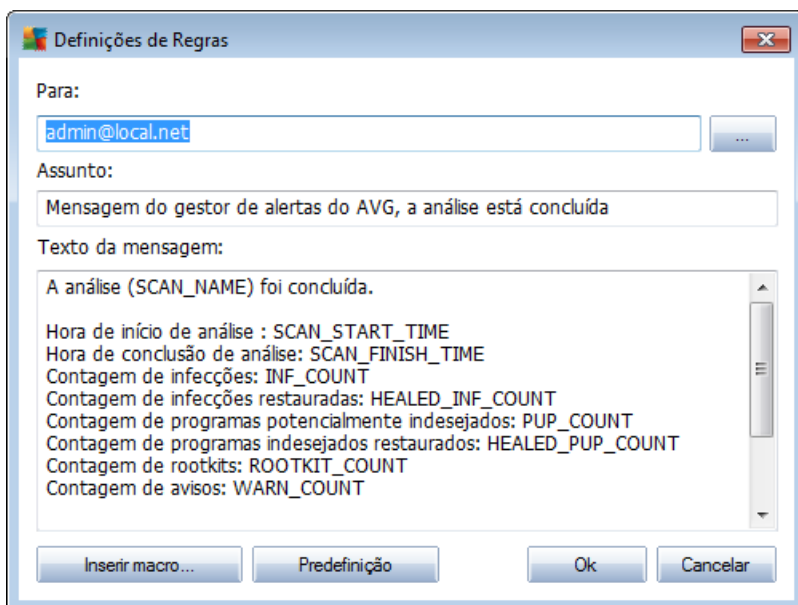 Definições de Regras
Para:
admin@local.net
...
Assunto:
Mensagem do gestor de alertas do AVG, a análise está concluída
Texto da mensagem:
A análise (SCAN_NAME) foi concluída.
Hora de início de análise : SCAN_START_TIME
Hora de conclusão de análise: SCAN_FINISH_TIME
Contagem de infecções: INF_COUNT
Contagem de infecções restauradas: HEALED_INF_COUNT
Contagem de programas potencialmente indesejados: PUP_COUNT
Contagem de programas indesejados restaurados: HEALED_PUP_COUNT
Contagem de rootkits: ROOTKIT_COUNT
Contagem de avisos: WARN_COUNT
Inserir macro... Predefinição Ok Cancelar